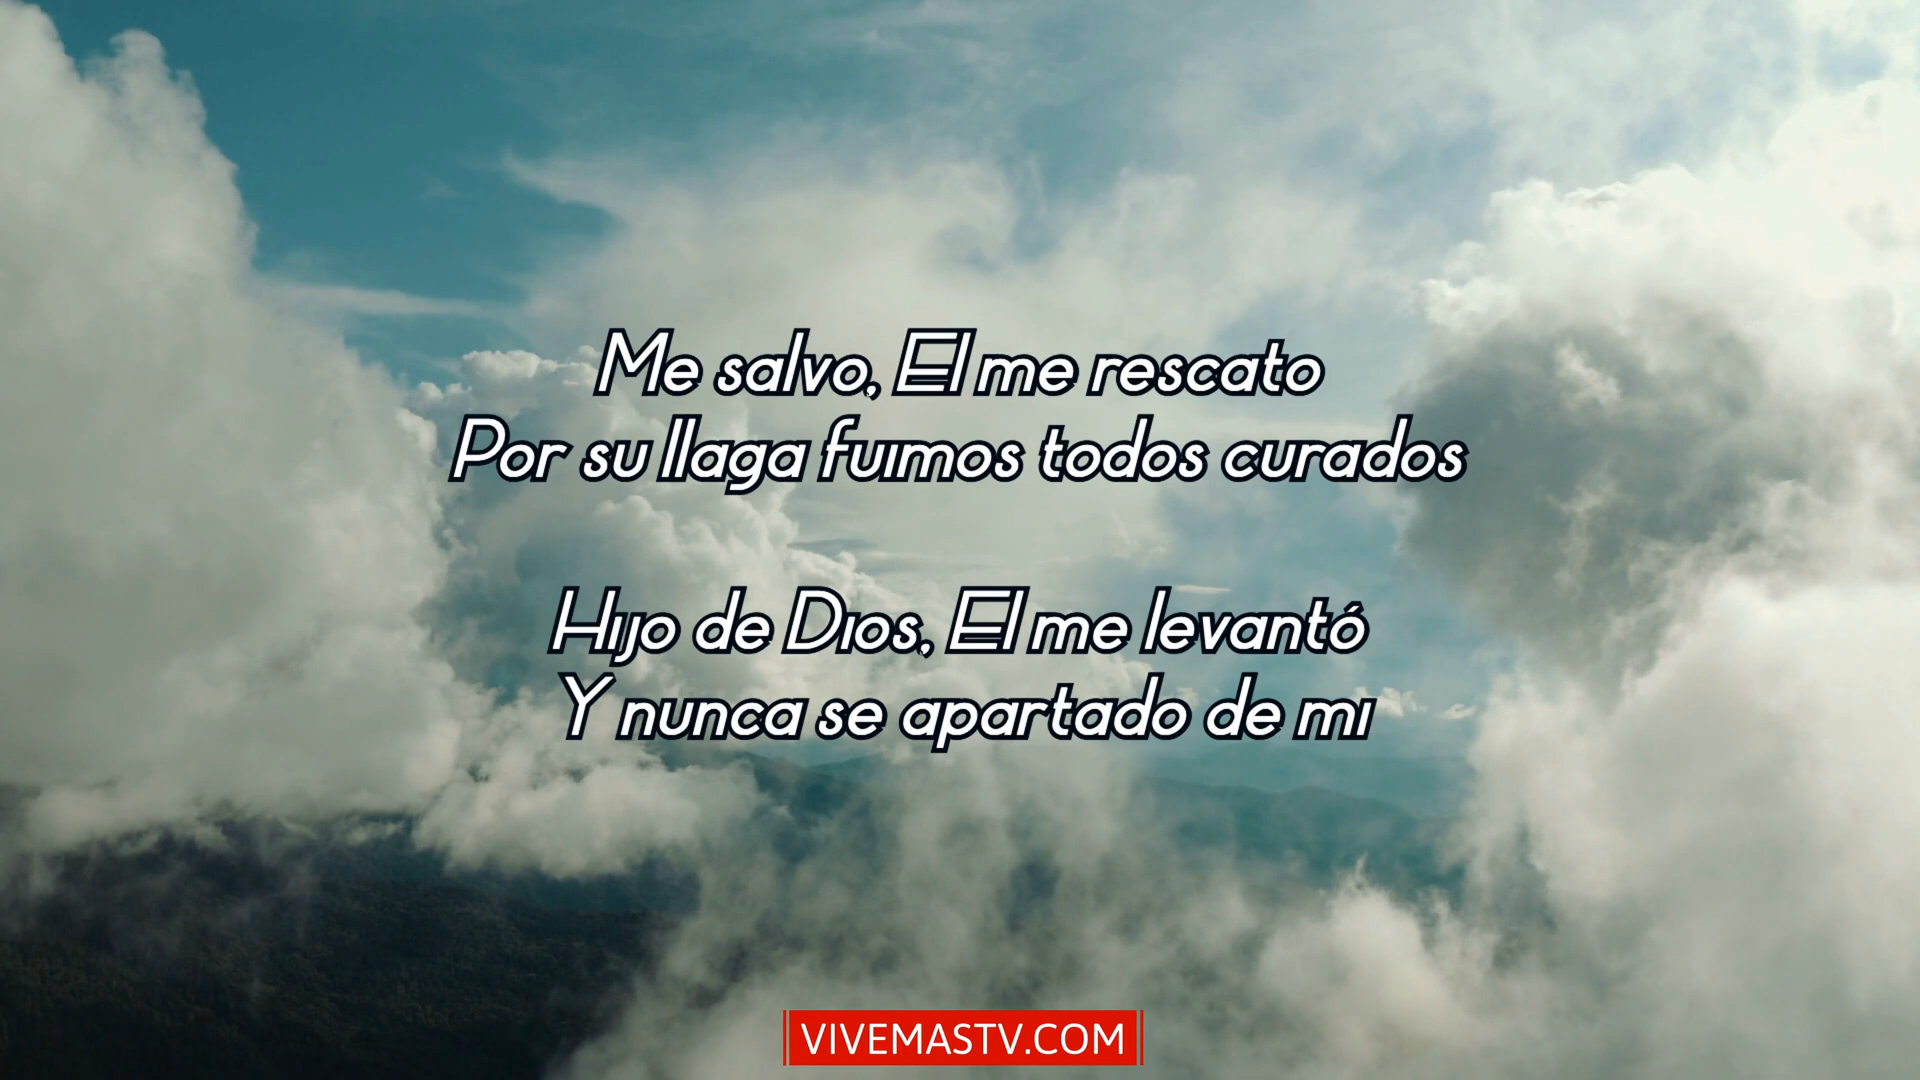 Me salvo, El me rescato
Por su llaga fuimos todos curados
Hijo de Dios, El me levantó
Y nunca se apartado de mi
VIVEMASTV.COM